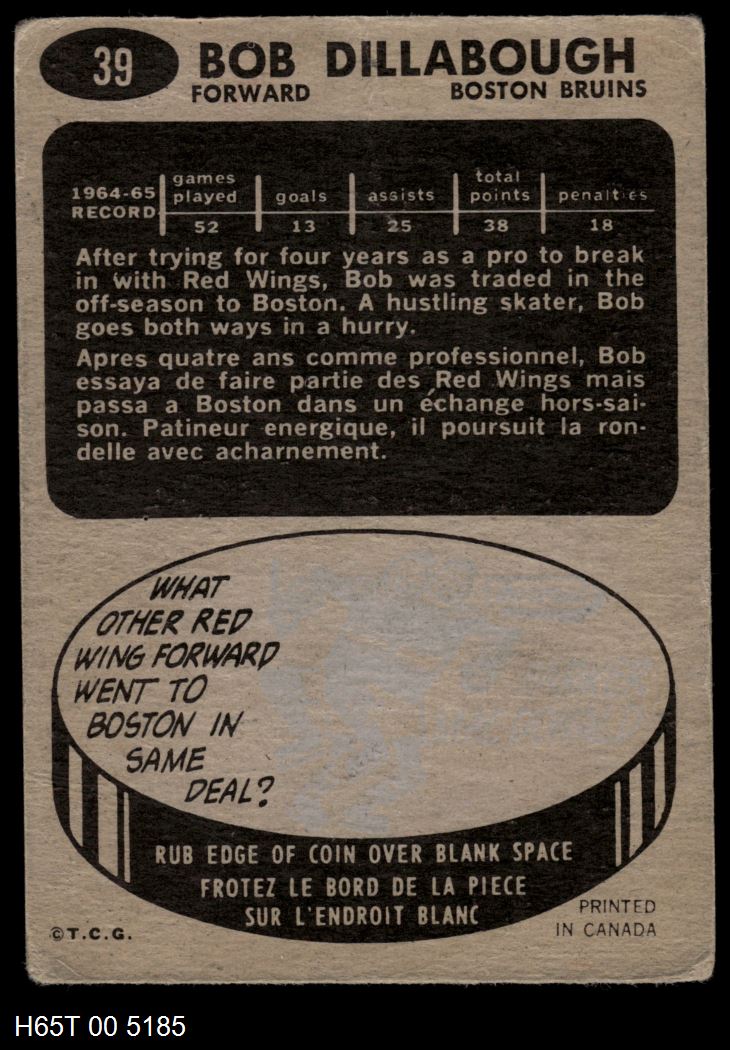 39
BOB DILLABOUGH
FORWARD
BOSTON BRUINS
1964-65
RECORD
games
played
goals
assists
total
points
penalties
52
13
25
38
18
After trying for four years as a pro to break
in with Red Wings, Bob was traded in the
off-season to Boston. A hustling skater, Bob
goes both ways in a hurry.
Apres quatre ans comme professionnel, Bob
essaya de faire partie des Red Wings mais
passa a Boston dans un échange hors-sai-
son. Patineur energique, il poursuit la ron-
delle avec acharnement.
WHAT
OTHER RED
WING FORWARD
WENT TO
BOSTON IN
SAME
DEAL?
RUB EDGE OF COIN OVER BLANK SPACE
FROTEZ LE BORD DE LA PIECE
SUR L'ENDROIT BLANC
©T.C.G.
PRINTED
IN CANADA
H65T 00 5185